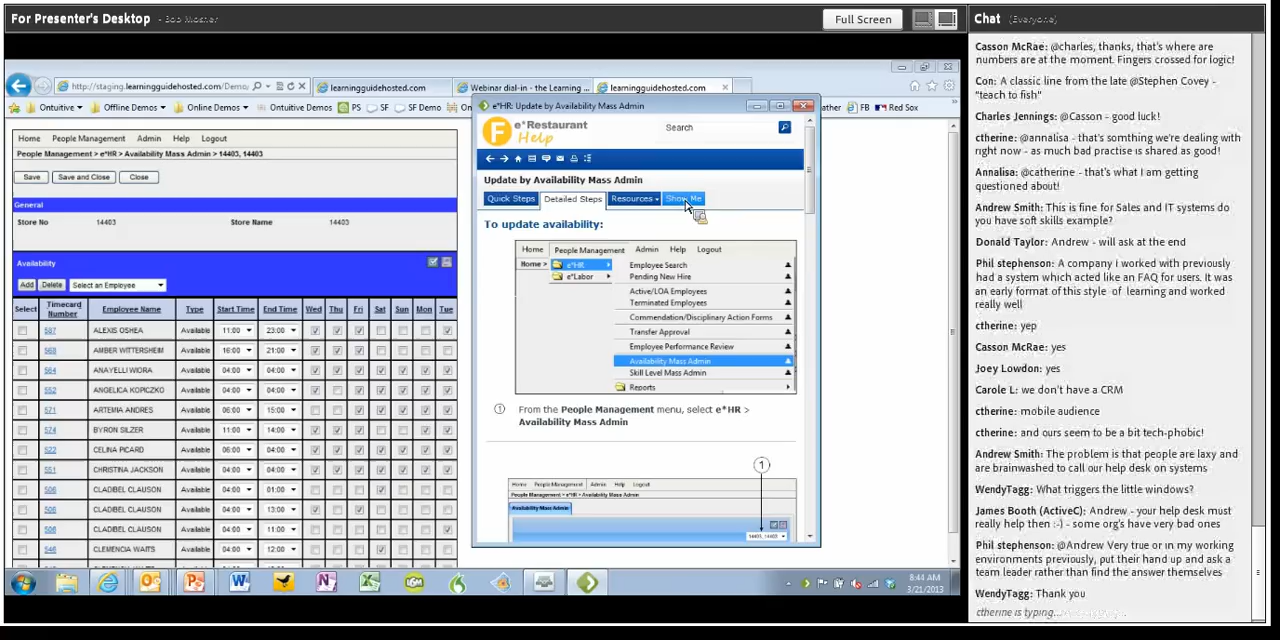 For Presenter's Desktop - Bob Mosher
Full Screen
http://staging.learningguidehosted.com/Demo
learningguidehosted.com
Webinar dial-in - the Learning ...
learningguidehosted.com
Ontuitive Offline Demos Online Demos Ontuitive Demos PS SF SF Demo
ather FB Red Sox
Home People Management Admin Help Logout
People Management > e*HR > Availability Mass Admin > 14403, 14403
Save Save and Close Close
General
Store No 14403 Store Name 14403
Availability
Add Delete Select an Employee
Select Timecard Number Employee Name Type Start Time End Time Wed Thu Fri Sat Sun Mon Tue
587 ALEXIS OSHEA Available 11:00 23:00
568 AMBER WITTERSHEIM Available 16:00 21:00
564 ANAYELLI WIORA Available 04:00 04:00
552 ANGELICA KOPICZKO Available 04:00 04:00
571 ARTEMIA ANDRES Available 06:00 15:00
574 BYRON SILZER Available 11:00 14:00
522 CELINA PICARD Available 06:00 04:00
551 CHRISTINA JACKSON Available 04:00 04:00
506 CLADIBEL CLAUSON Available 04:00 01:00
506 CLADIBEL CLAUSON Available 04:00 13:00
506 CLADIBEL CLAUSON Available 04:00 11:00
546 CLEMENCIA WAITS Available 04:00 12:00
e*HR: Update by Availability Mass Admin
e*Restaurant
Help
Search
Update by Availability Mass Admin
Quick Steps Detailed Steps Resources Show Me
To update availability:
Home People Management Admin Help Logout
Home > e*HR Employee Search
e*Labor Pending New Hire
Active/LOA Employees
Terminated Employees
Commendation/Disciplinary Action Forms
Transfer Approval
Employee Performance Review
Availability Mass Admin
Skill Level Mass Admin
Reports
1 From the People Management menu, select e*HR >
Availability Mass Admin
1
Home People Management Admin Help Logout
People Management > e*HR > Availability Mass Admin
Availability Mass Admin
14403, 14403
8:44 AM
3/21/2013
Chat (Everyone)
Casson McRae: @charles, thanks, that's where are
numbers are at the moment. Fingers crossed for logic!
Con: A classic line from the late @Stephen Covey -
"teach to fish"
Charles Jennings: @Casson - good luck!
ctherine: @annalisa - that's somthing we're dealing with
right now - as much bad practise is shared as good!
Annalisa: @catherine - that's what I am getting
questioned about!
Andrew Smith: This is fine for Sales and IT systems do
you have soft skills example?
Donald Taylor: Andrew - will ask at the end
Phil stephenson: A company i worked with previously
had a system which acted like an FAQ for users. It was
an early format of this style of learning and worked
really well
ctherine: yep
Casson McRae: yes
Joey Lowdon: yes
Carole L: we don't have a CRM
ctherine: mobile audience
ctherine: and ours seem to be a bit tech-phobic!
Andrew Smith: The problem is that people are laxy and
are brainwashed to call our help desk on systems
WendyTagg: What triggers the little windows?
James Booth (ActiveC): Andrew - your help desk must
really help then :-) - some org's have very bad ones
Phil stephenson: @Andrew Very true or in my working
environments previously, put their hand up and ask a
team leader rather than find the answer themselves
WendyTagg: Thank you
ctherine is typing...